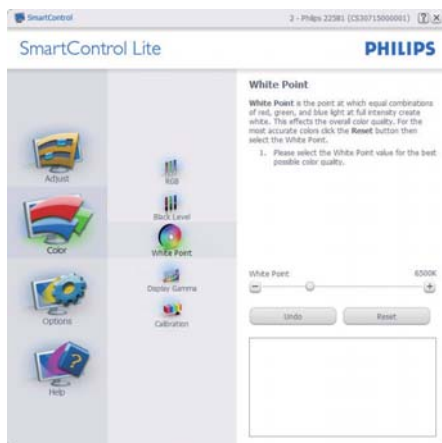 SmartControl
2 - Philips 225B1 (CS30715000001)
SmartControl Lite
PHILIPS
Adjust
Color
Options
Help
RGB
Black Level
White Point
Display Gamma
Calibration
White Point
White Point is the point at which equal combinations
of red, green, and blue light at full intensity create
white. This effects the overall color quality. For the
most accurate colors click the Reset button then
select the White Point.
1. Please select the White Point value for the best
possible color quality.
White Point 6500K
Undo Reset